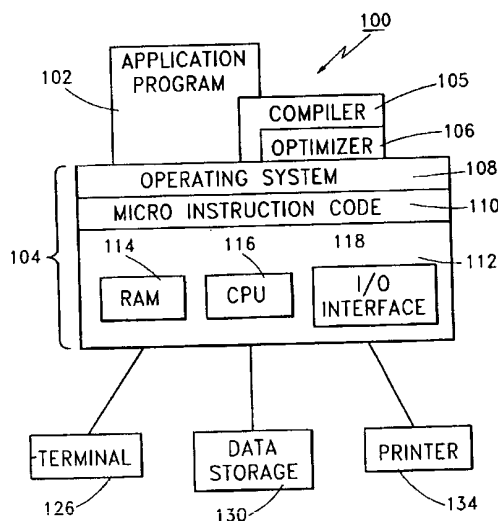 100
APPLICATION
PROGRAM
102
105
COMPILER
106
OPTIMIZER
108
OPERATING SYSTEM
110
MICRO INSTRUCTION CODE
104
114
116
118
112
RAM
CPU
I/O
INTERFACE
TERMINAL
126
DATA
STORAGE
130
PRINTER
134